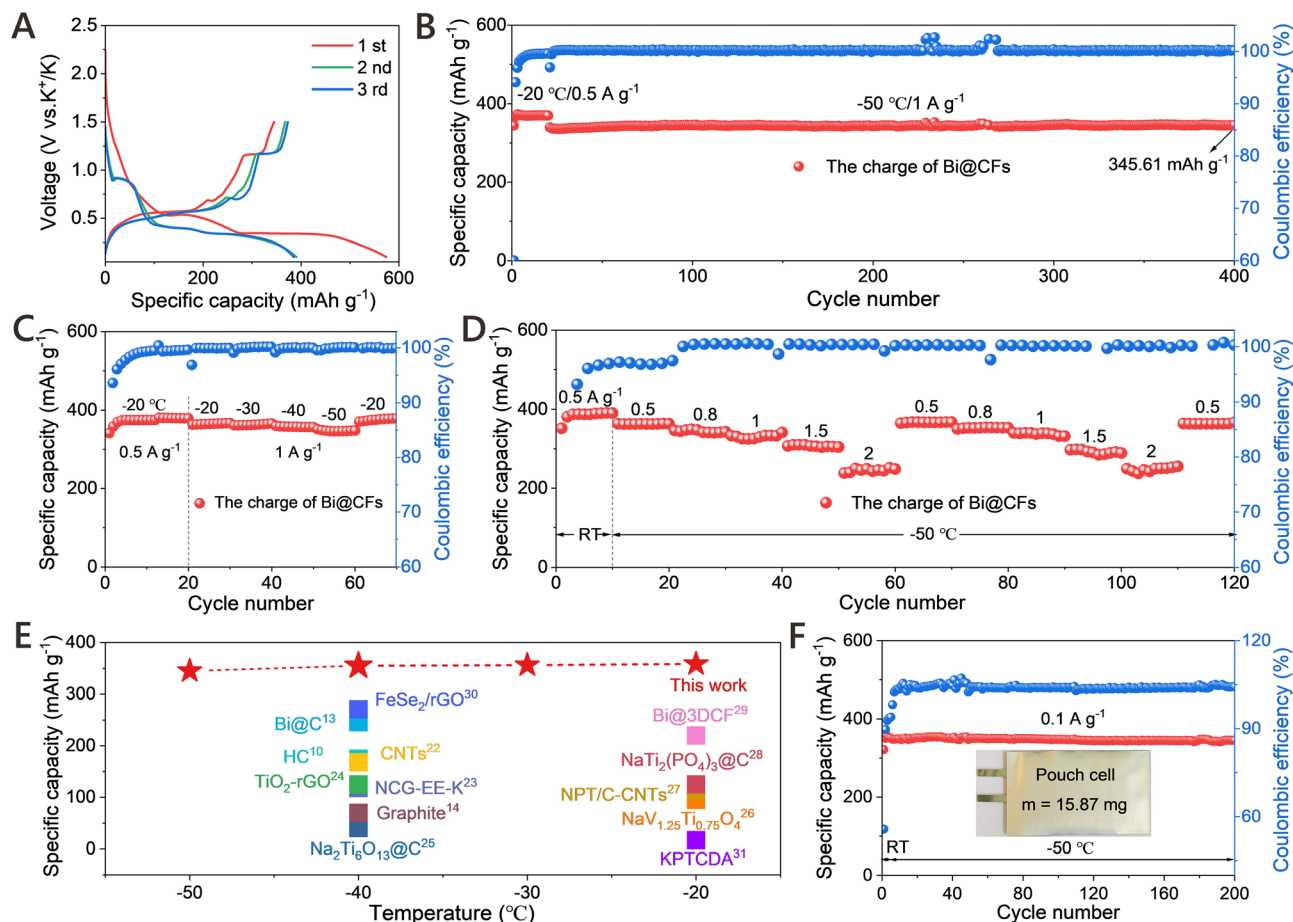 A
Voltage (V vs.K⁺/K)
2.5
2.0
1.5
1.0
0.5
0
200
400
600
Specific capacity (mAh g⁻¹)
1 st
2 nd
3 rd
B
Specific capacity (mAh g⁻¹)
600
400
200
0
-20 ℃/0.5 A g⁻¹
-50 ℃/1 A g⁻¹
The charge of Bi@CFs
345.61 mAh g⁻¹
100
200
300
400
Cycle number
100
90
80
70
60
Coulombic efficiency (%)
C
Specific capacity (mAh g⁻¹)
600
400
200
0
-20 ℃
-20
-30
-40
-50
-20
0.5 A g⁻¹
1 A g⁻¹
The charge of Bi@CFs
0
20
40
60
Cycle number
100
90
80
70
60
Coulombic efficiency (%)
D
Specific capacity (mAh g⁻¹)
600
400
200
0
0.5 A g⁻¹
0.5
0.8
1
1.5
2
0.5
0.8
1
1.5
2
0.5
The charge of Bi@CFs
RT
-50 ℃
0
20
40
60
80
100
120
Cycle number
100
90
80
70
60
Coulombic efficiency (%)
E
Specific capacity (mAh g⁻¹)
400
350
300
250
200
150
100
50
0
This work
FeSe₂/rGO³⁰
Bi@C¹³
Bi@3DCF²⁹
HC¹⁰
CNTs²²
NaTi₂(PO₄)₃@C²⁸
TiO₂-rGO²⁴
NCG-EE-K²³
NPT/C-CNTs²⁷
Graphite¹⁴
NaV₁.₂₅Ti₀.₇₅O₄²⁶
Na₂Ti₆O₁₃@C²⁵
KPTCDA³¹
-50
-40
-30
-20
Temperature (℃)
F
Specific capacity (mAh g⁻¹)
600
500
400
300
200
100
0
0.1 A g⁻¹
Pouch cell
m = 15.87 mg
RT
-50 ℃
0
40
80
120
160
200
Cycle number
120
100
80
60
40
Coulombic efficiency (%)